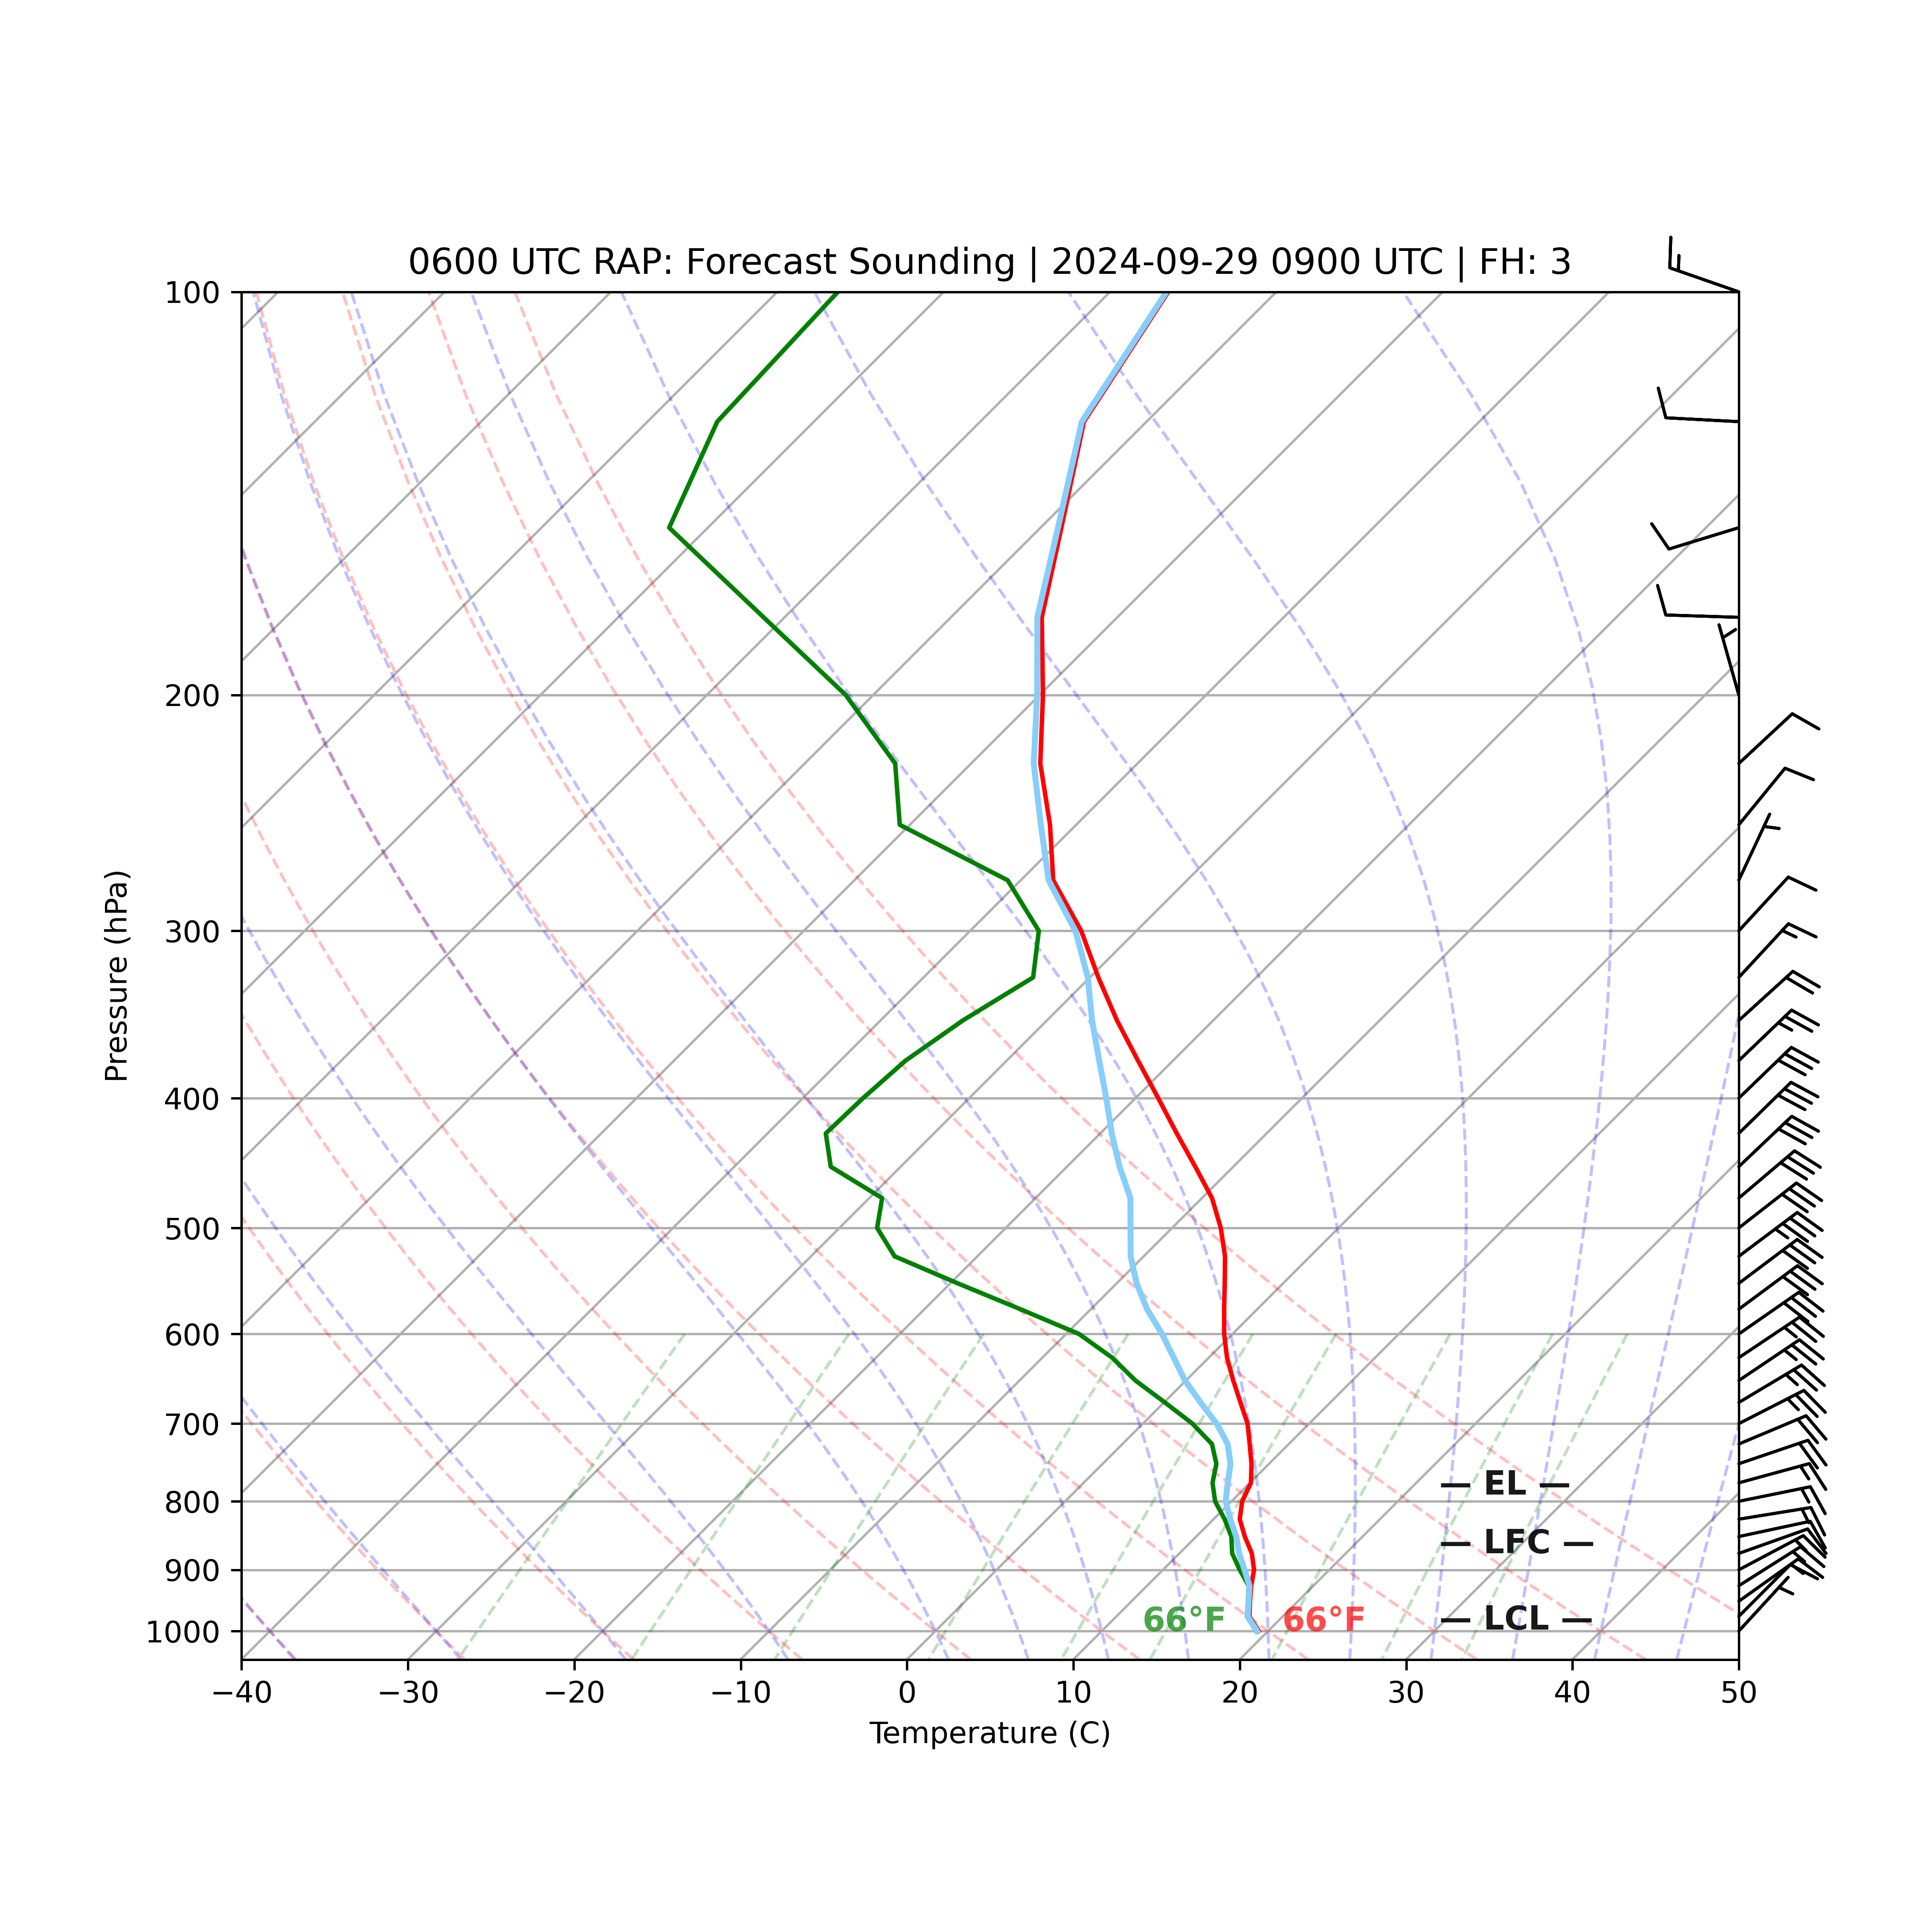 0600 UTC RAP: Forecast Sounding | 2024-09-29 0900 UTC | FH: 3
100
200
300
400
500
600
700
800
900
1000
Pressure (hPa)
— EL —
— LFC —
— LCL —
66°F 66°F
−40 −30 −20 −10 0 10 20 30 40 50
Temperature (C)